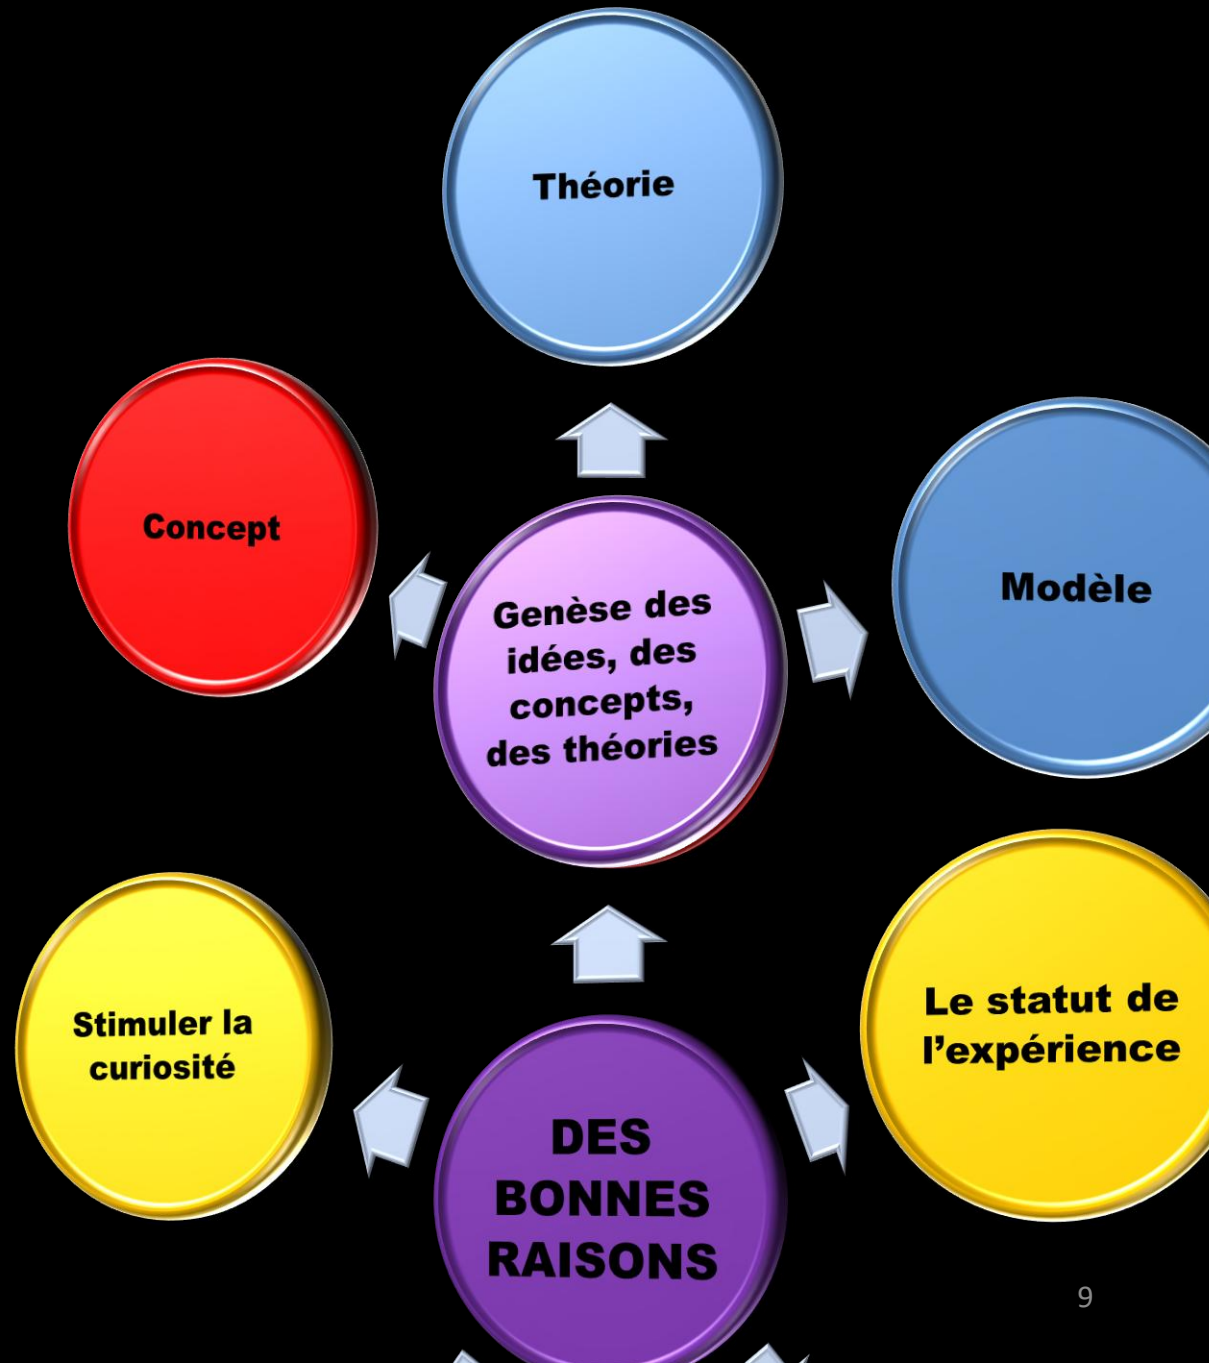 Théorie
Concept
Genèse des
idées, des
concepts,
des théories
Modèle
Stimuler la
curiosité
Le statut de
l’expérience
DES
BONNES
RAISONS
9